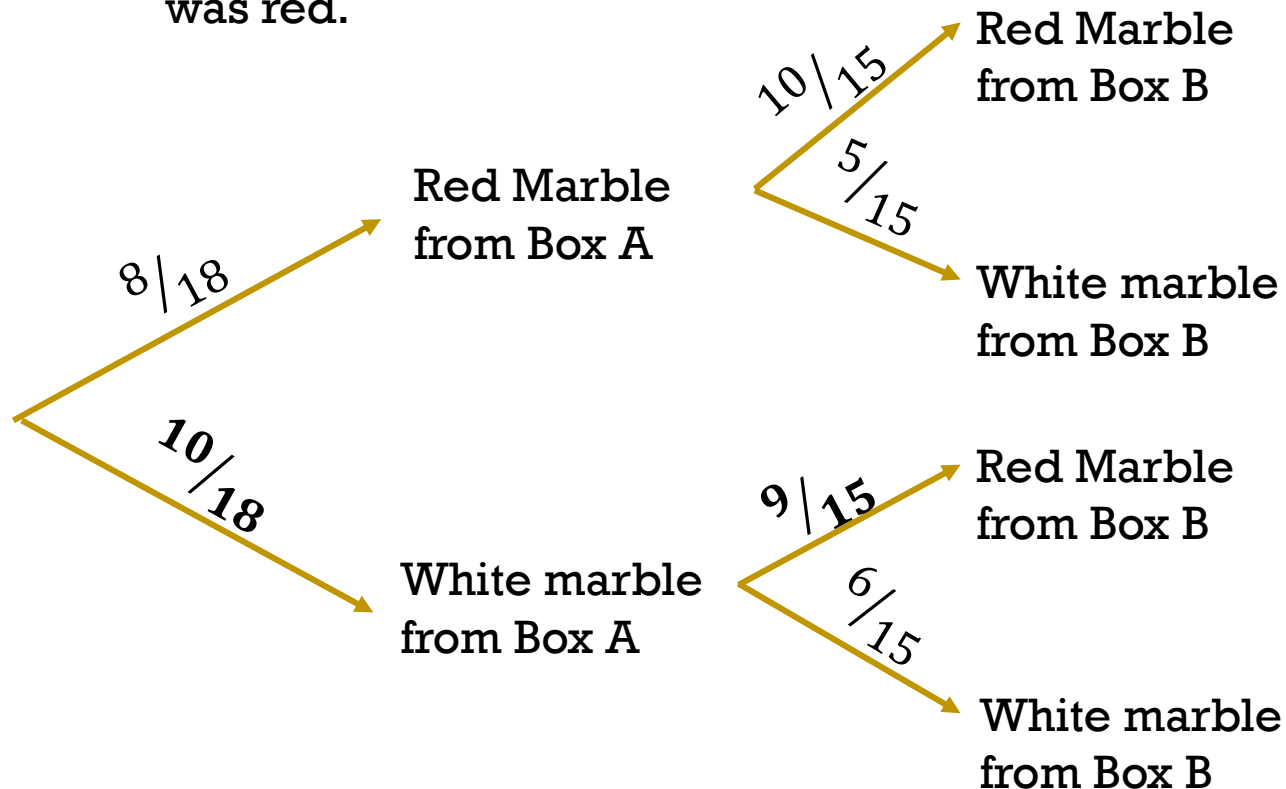 was red.
Red Marble
from Box B
10/15
5/15
Red Marble
from Box A
White marble
from Box B
8/18
10/18
Red Marble
from Box B
9/15
6/15
White marble
from Box A
White marble
from Box B